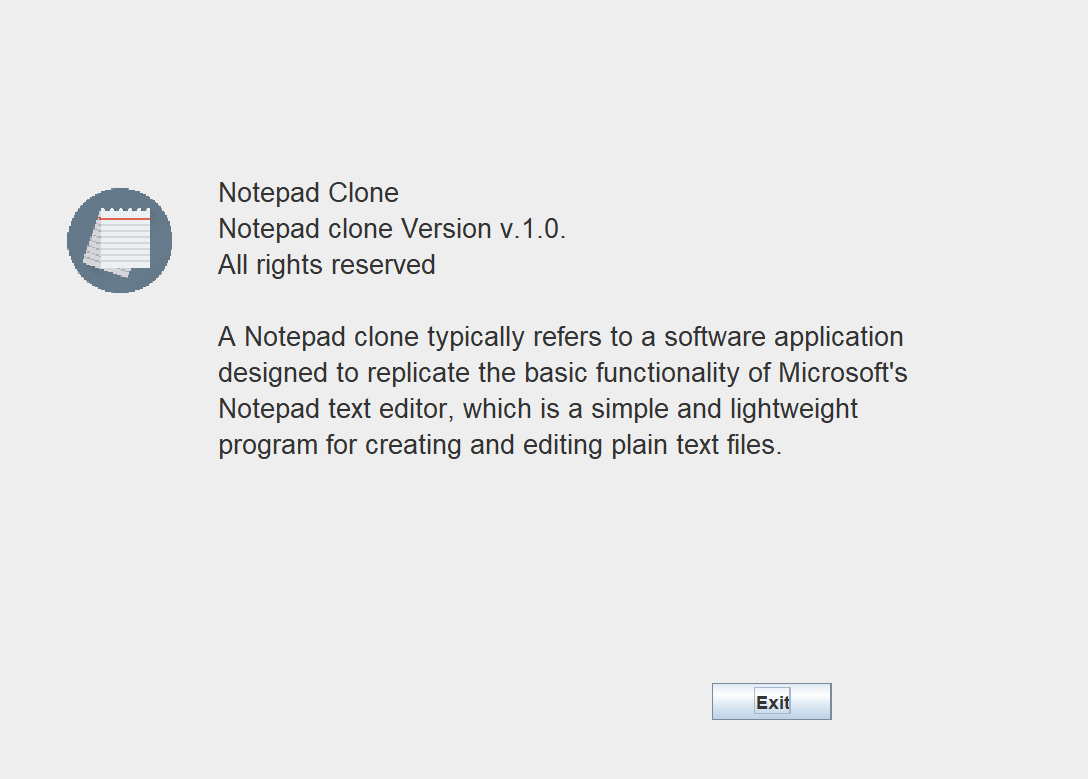 Notepad Clone
Notepad clone Version v.1.0.
All rights reserved
A Notepad clone typically refers to a software application
designed to replicate the basic functionality of Microsoft's
Notepad text editor, which is a simple and lightweight
program for creating and editing plain text files.
Exit